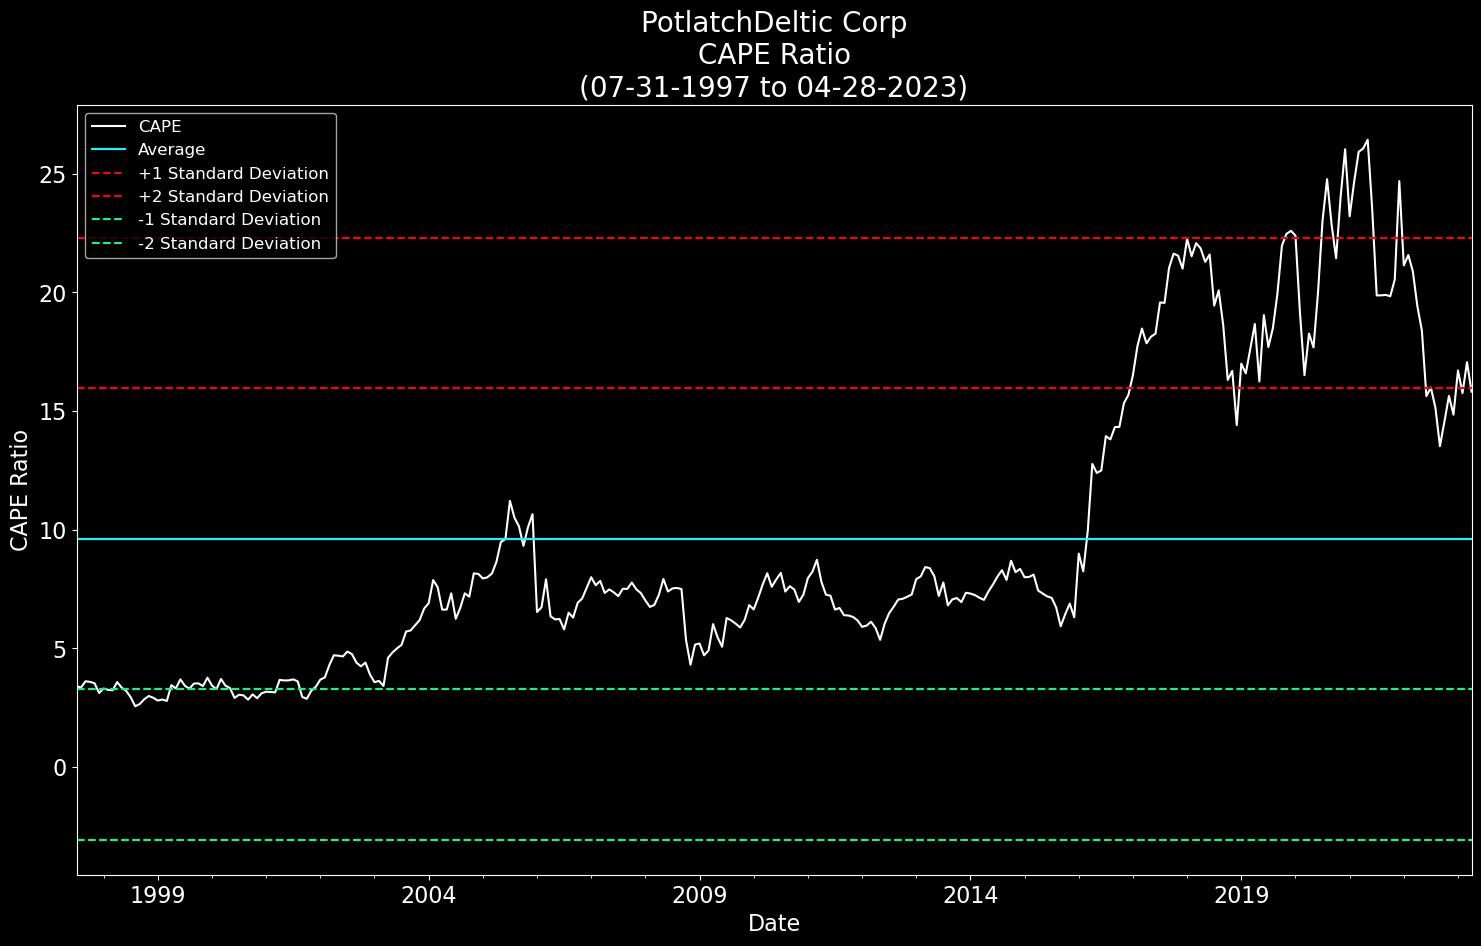 PotlatchDeltic Corp
CAPE Ratio
(07-31-1997 to 04-28-2023)
CAPE
Average
+1 Standard Deviation
+2 Standard Deviation
-1 Standard Deviation
-2 Standard Deviation
25
20
15
10
5
0
CAPE Ratio
1999
2004
2009
2014
2019
Date